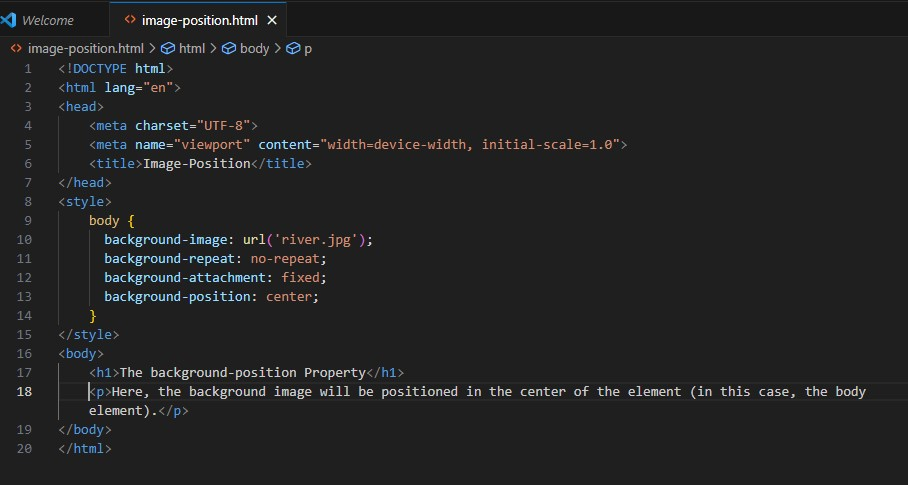 Welcome image-position.html
image-position.html > html > body > p
1 <!DOCTYPE html>
2 <html lang="en">
3 <head>
4 <meta charset="UTF-8">
5 <meta name="viewport" content="width=device-width, initial-scale=1.0">
6 <title>Image-Position</title>
7 </head>
8 <style>
9 body {
10 background-image: url('river.jpg');
11 background-repeat: no-repeat;
12 background-attachment: fixed;
13 background-position: center;
14 }
15 </style>
16 <body>
17 <h1>The background-position Property</h1>
18 <p>Here, the background image will be positioned in the center of the element (in this case, the body
element).</p>
19 </body>
20 </html>